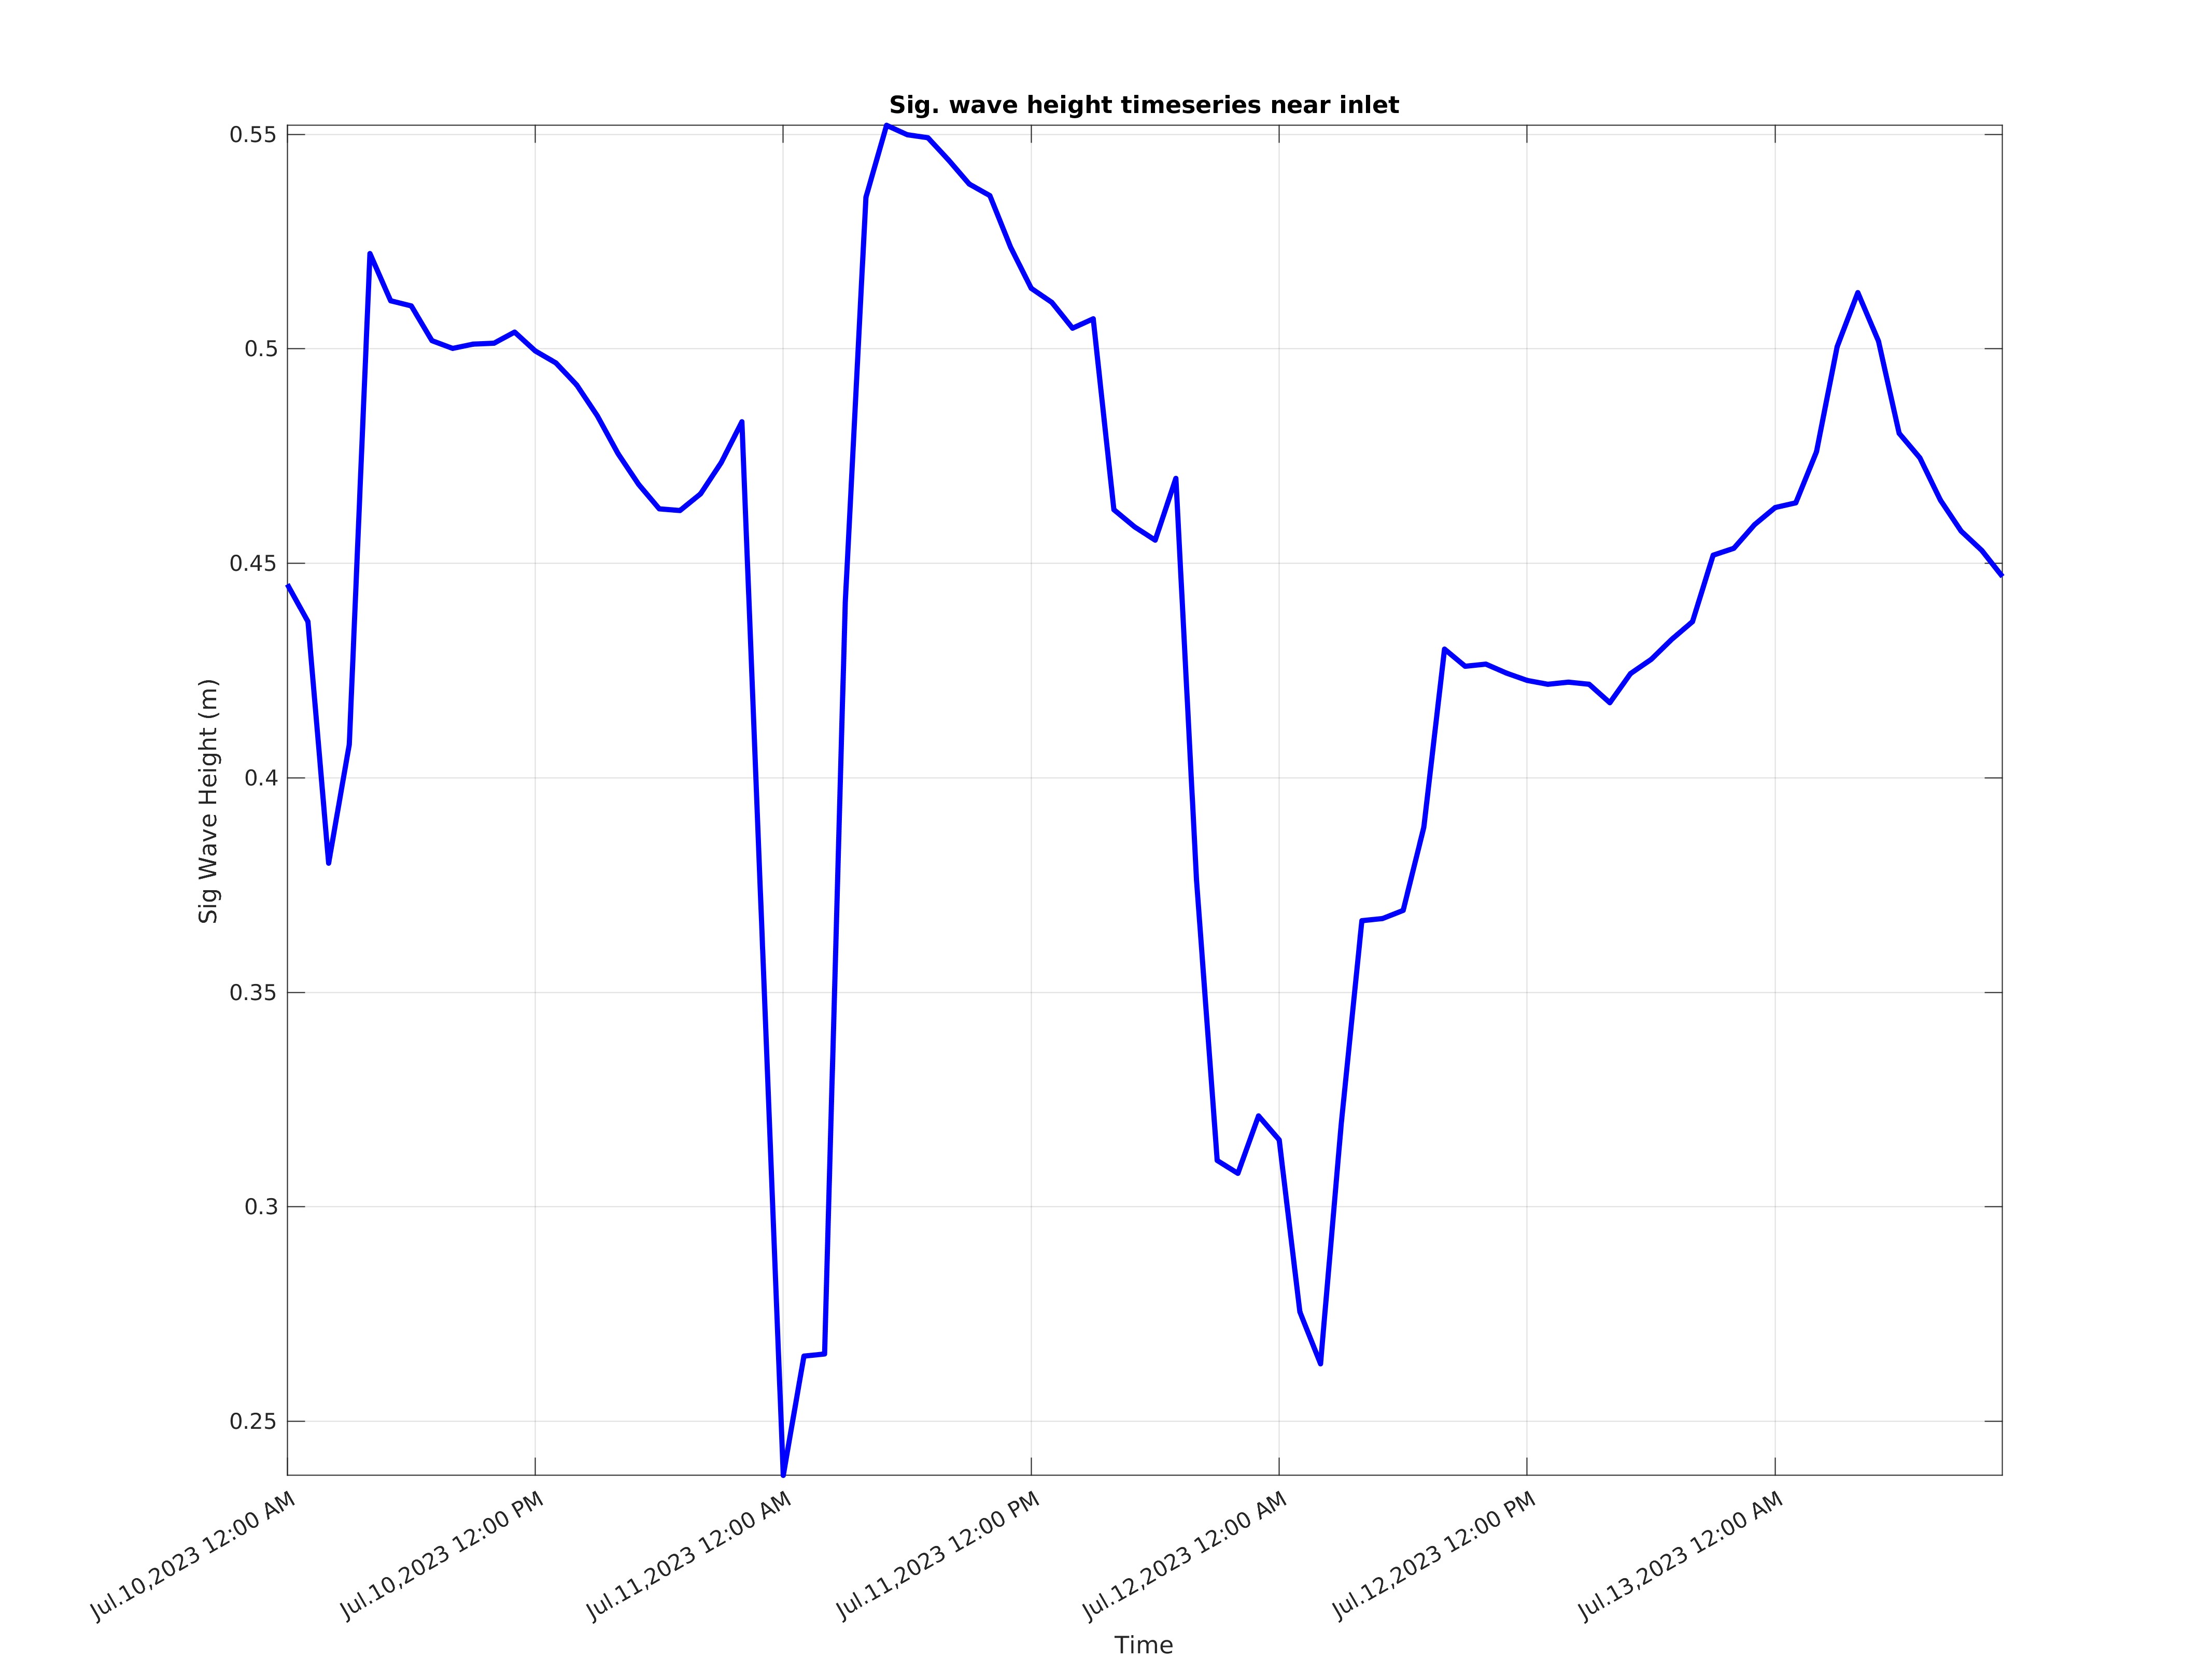 Sig. wave height timeseries near inlet
0.55
0.5
0.45
0.4
0.35
0.3
0.25
Sig Wave Height (m)
Jul.10,2023 12:00 AM
Jul.10,2023 12:00 PM
Jul.11,2023 12:00 AM
Jul.11,2023 12:00 PM
Jul.12,2023 12:00 AM
Jul.12,2023 12:00 PM
Jul.13,2023 12:00 AM
Time